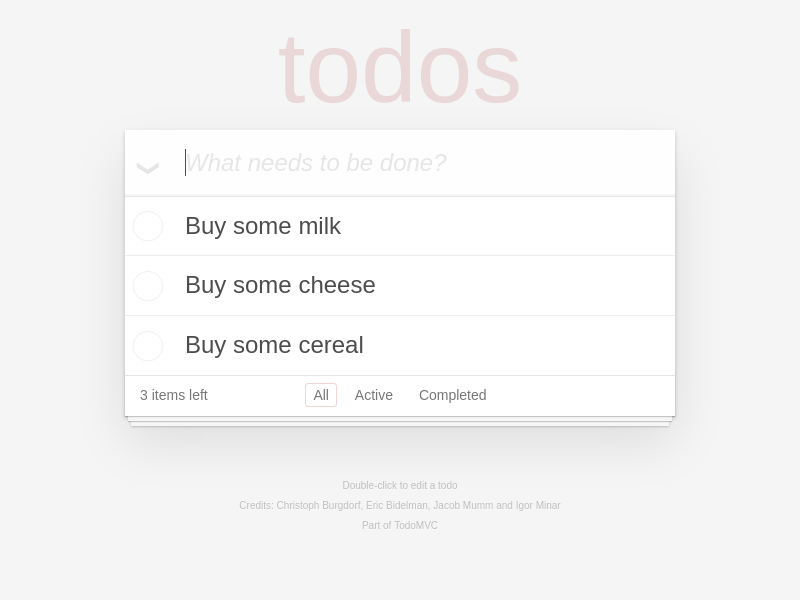 todos
What needs to be done?
Buy some milk
Buy some cheese
Buy some cereal
3 items left All Active Completed
Double-click to edit a todo
Credits: Christoph Burgdorf, Eric Bidelman, Jacob Mumm and Igor Minar
Part of TodoMVC